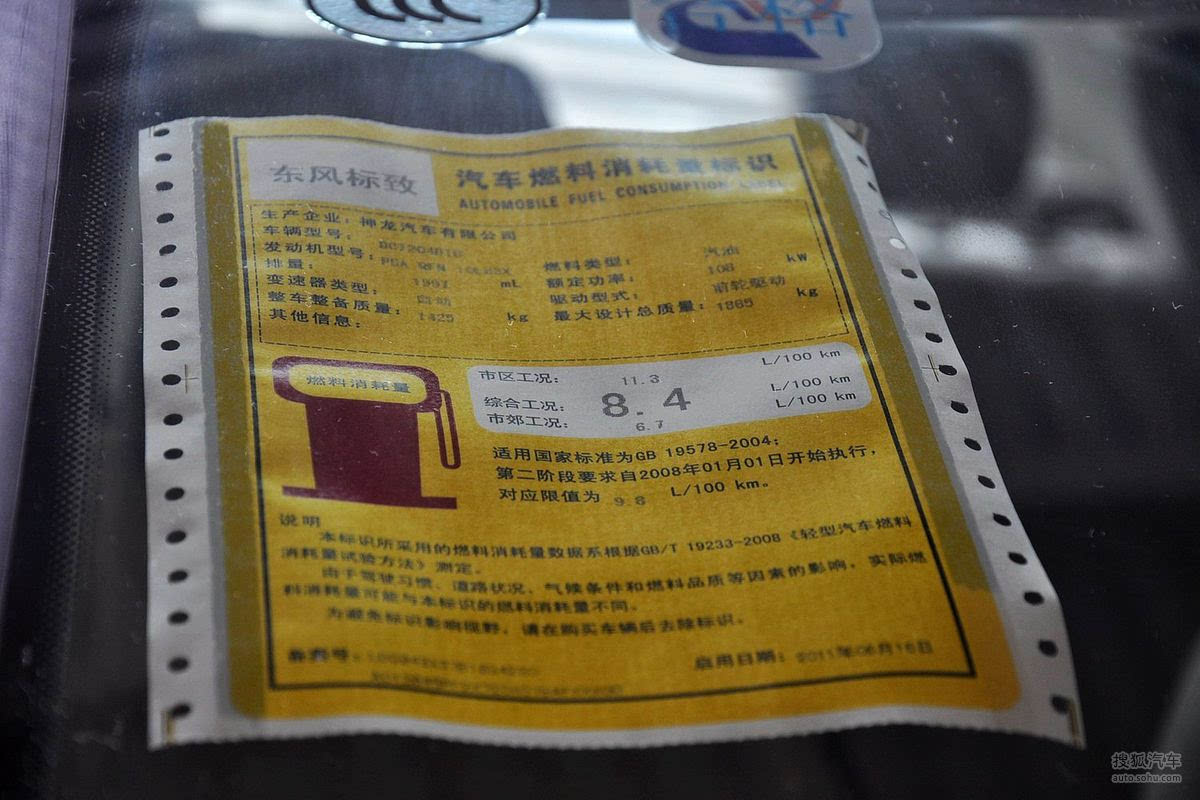 合格
东风标致
汽车燃料消耗量标识
AUTOMOBILE FUEL CONSUMPTION LABEL
生产企业: 神龙汽车有限公司
车辆型号:
发动机型号: 燃料类型: 汽油
排量: 1997 mL 额定功率: 108 kW
变速器类型: 自动 驱动型式: 前轮驱动
整车整备质量: 1425 kg 最大设计总质量: 1865 kg
其他信息:
燃料消耗量
市区工况: 11.3 L/100 km
综合工况: 8.4 L/100 km
市郊工况: 6.7 L/100 km
适用国家标准为GB 19578-2004;
第二阶段要求自2008年01月01日开始执行,
对应限值为 9.8 L/100 km。
说明
本标识所采用的燃料消耗量数据系根据GB/T 19233-2008《轻型汽车燃料
消耗量试验方法》测定。
由于驾驶习惯、道路状况、气候条件和燃料品质等因素的影响, 实际燃
料消耗量可能与本标识的燃料消耗量不同。
为避免标识影响视野, 请在购买车辆后去除标识。
备案号:
启用日期: 2011年06月16日
搜狐汽车
auto.sohu.com